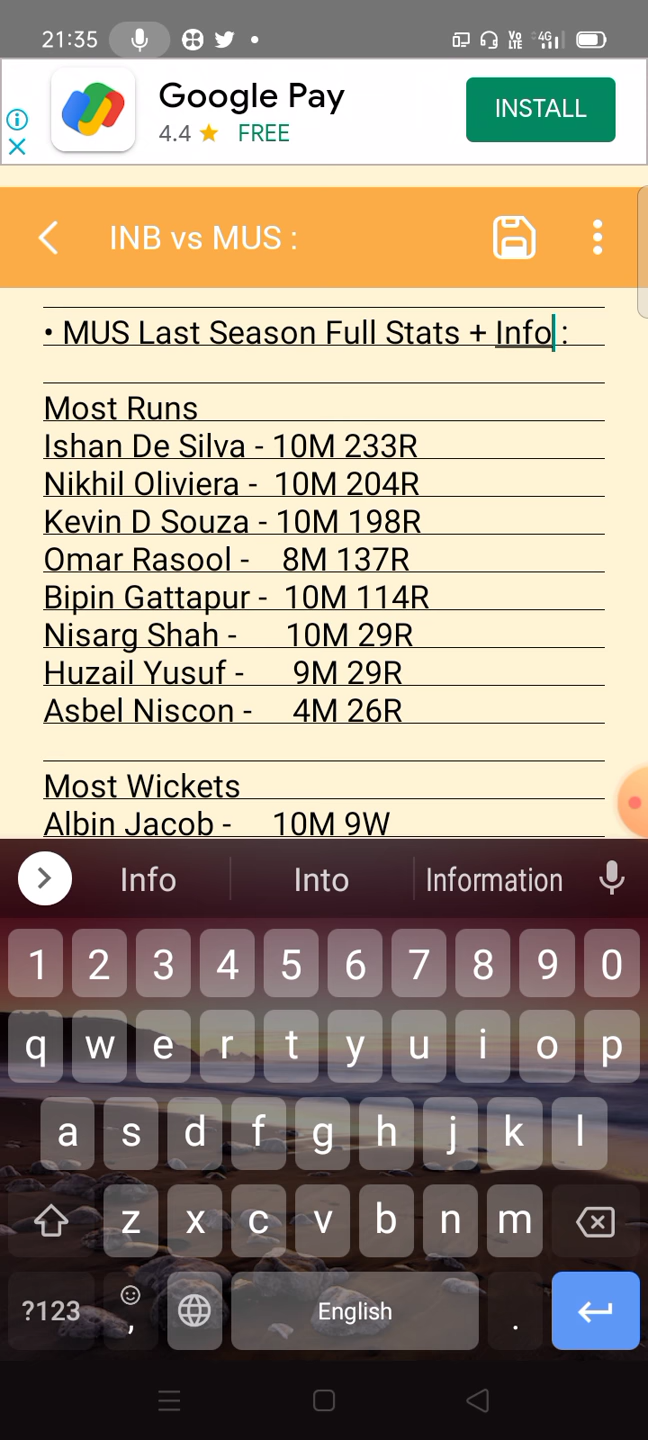 21:35
Vo
LTE
4G
Google Pay
4.4 ★ FREE
INSTALL
INB vs MUS :
• MUS Last Season Full Stats + Info :
Most Runs
Ishan De Silva - 10M 233R
Nikhil Oliviera - 10M 204R
Kevin D Souza - 10M 198R
Omar Rasool - 8M 137R
Bipin Gattapur - 10M 114R
Nisarg Shah - 10M 29R
Huzail Yusuf - 9M 29R
Asbel Niscon - 4M 26R
Most Wickets
Albin Jacob - 10M 9W
Info Into Information
1 2 3 4 5 6 7 8 9 0
q w e r t y u i o p
a s d f g h j k l
z x c v b n m
?123 , English .